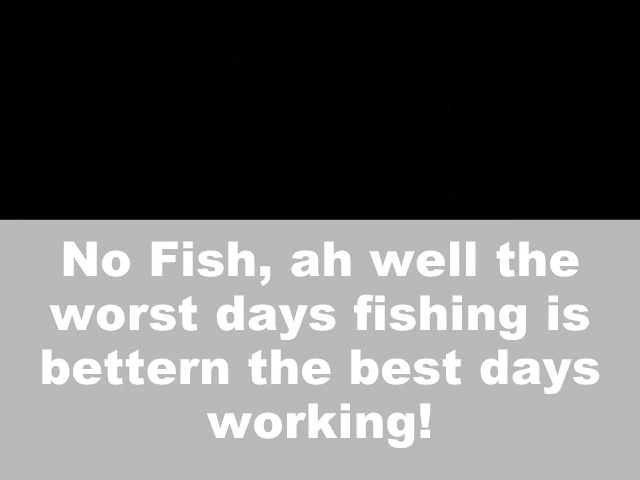 No Fish, ah well the
worst days fishing is
bettern the best days
working!